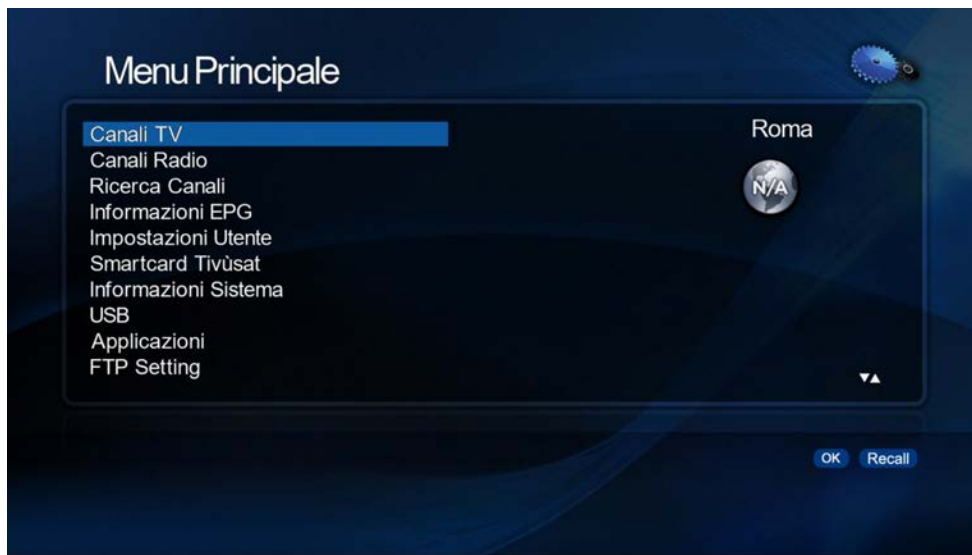 Menu Principale
Canali TV
Canali Radio
Ricerca Canali
Informazioni EPG
Impostazioni Utente
Smartcard Tivùsat
Informazioni Sistema
USB
Applicazioni
FTP Setting
Roma
N/A
OK Recall